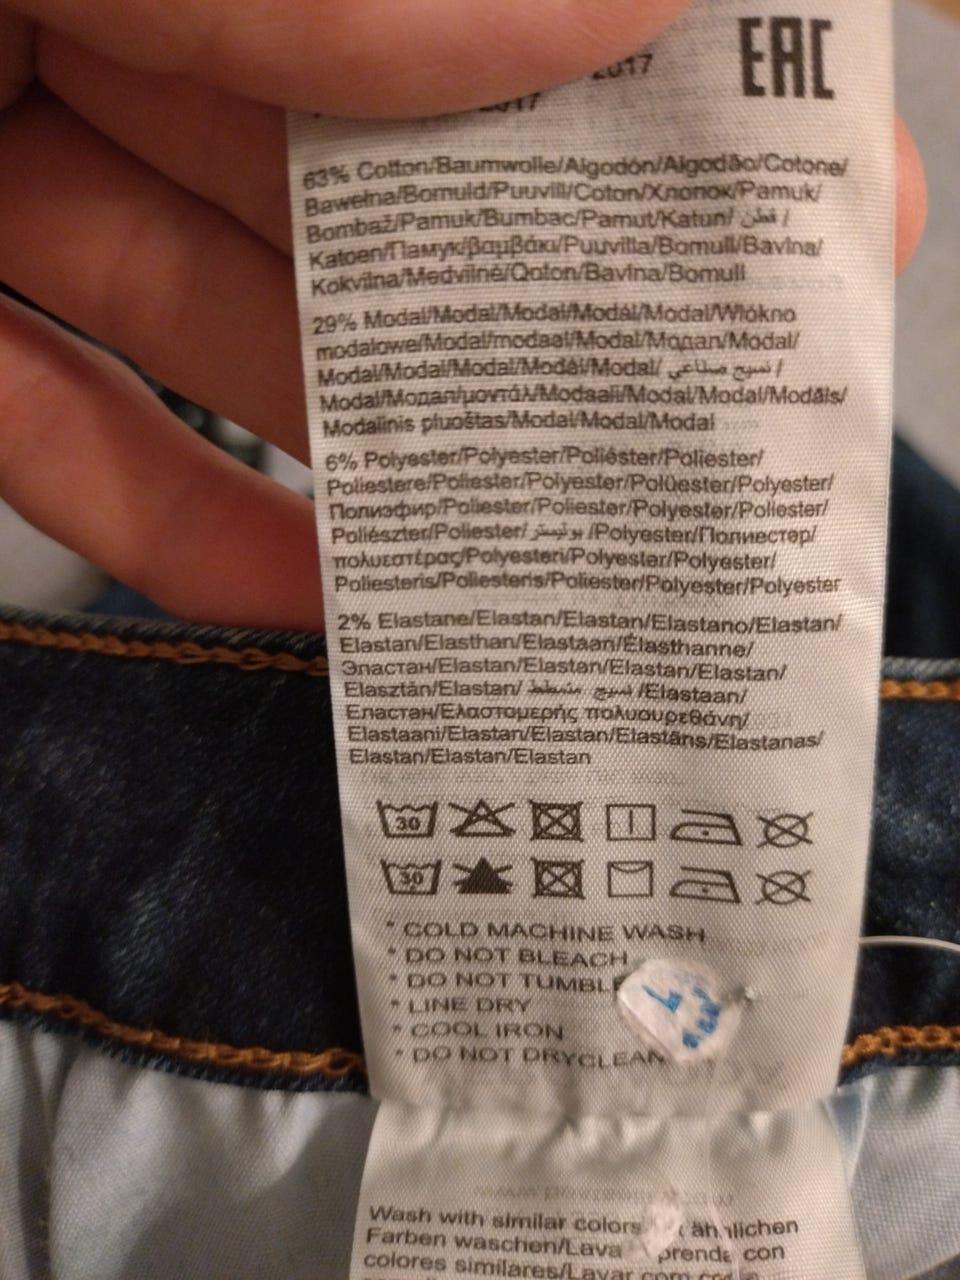 2017
EAC
2017
63% Cotton/Baumwolle/Algodón/Algodão/Cotone/
Bawełna/Bomuld/Puuvill/Coton/Хлопок/Pamuk/
Bombaž/Pamuk/Bumbac/Pamut/Katun/ قطن /
Katoen/Памук/βαμβάκι/Puuvilla/Bomull/Bavlna/
Kokvilna/Medvilnė/Qoton/Bavlna/Bomull
29% Modal/Modal/Modal/Modál/Modal/Włókno
modalowe/Modal/modaal/Modal/Модал/Modal/
Modal/Modal/Modal/Modál/Modal/ نسيج صناعي /
Modal/Модал/μοντάλ/Modaali/Modal/Modal/Modāls/
Modalinis pluoštas/Modal/Modal/Modal
6% Polyester/Polyester/Poliéster/Poliester/
Poliestere/Poliester/Polyester/Polüester/Polyester/
Полиэфир/Poliester/Poliester/Polyester/Poliester/
Poliészter/Poliester/ بوليستر /Polyester/Полиестер/
πολυεστέρας/Polyesteri/Polyester/Polyester/
Poliesteris/Poliesteris/Poliester/Polyester/Polyester
2% Elastane/Elastan/Elastan/Elastano/Elastan/
Elastan/Elasthan/Elastaan/Élasthanne/
Эластан/Elastan/Elastan/Elastan/Elastan/
Elasztán/Elastan/ نسيج متمطط /Elastaan/
Еластан/Ελαστομερής πολυουρεθάνη/
Elastaani/Elastan/Elastan/Elastāns/Elastanas/
Elastan/Elastan/Elastan
30
30
* COLD MACHINE WASH
* DO NOT BLEACH
* DO NOT TUMBLE
* LINE DRY
* COOL IRON
* DO NOT DRYCLEAN
Wash with similar colors ähnlichen
Farben waschen/Lava prenda con
colores similares/Lavar com